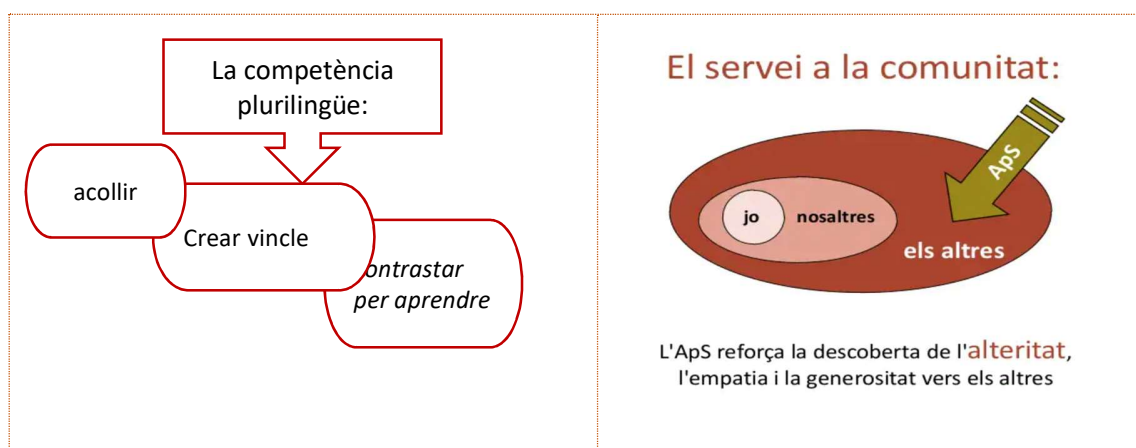 La competència
plurilingüe:
acollir
Crear vincle
ontrastar
per aprendre
El servei a la comunitat:
ApS
jo
nosaltres
els altres
L'ApS reforça la descoberta de l'alteritat,
l'empatia i la generositat vers els altres